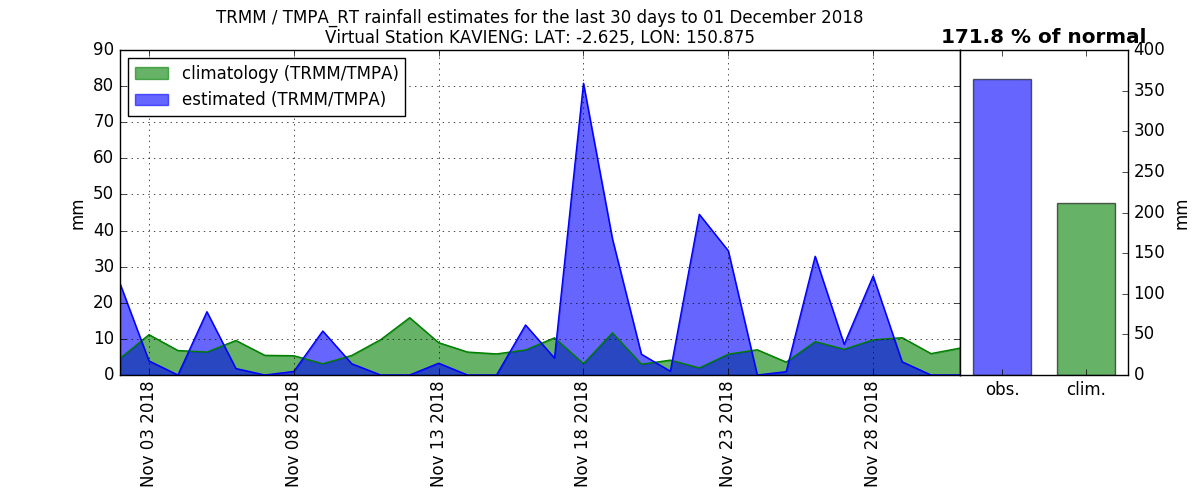 TRMM / TMPA_RT rainfall estimates for the last 30 days to 01 December 2018
Virtual Station KAVIENG: LAT: -2.625, LON: 150.875
171.8 % of normal
climatology (TRMM/TMPA)
estimated (TRMM/TMPA)
mm
90
80
70
60
50
40
30
20
10
0
Nov 03 2018
Nov 08 2018
Nov 13 2018
Nov 18 2018
Nov 23 2018
Nov 28 2018
400
350
300
250
200
150
100
50
0
mm
obs.
clim.